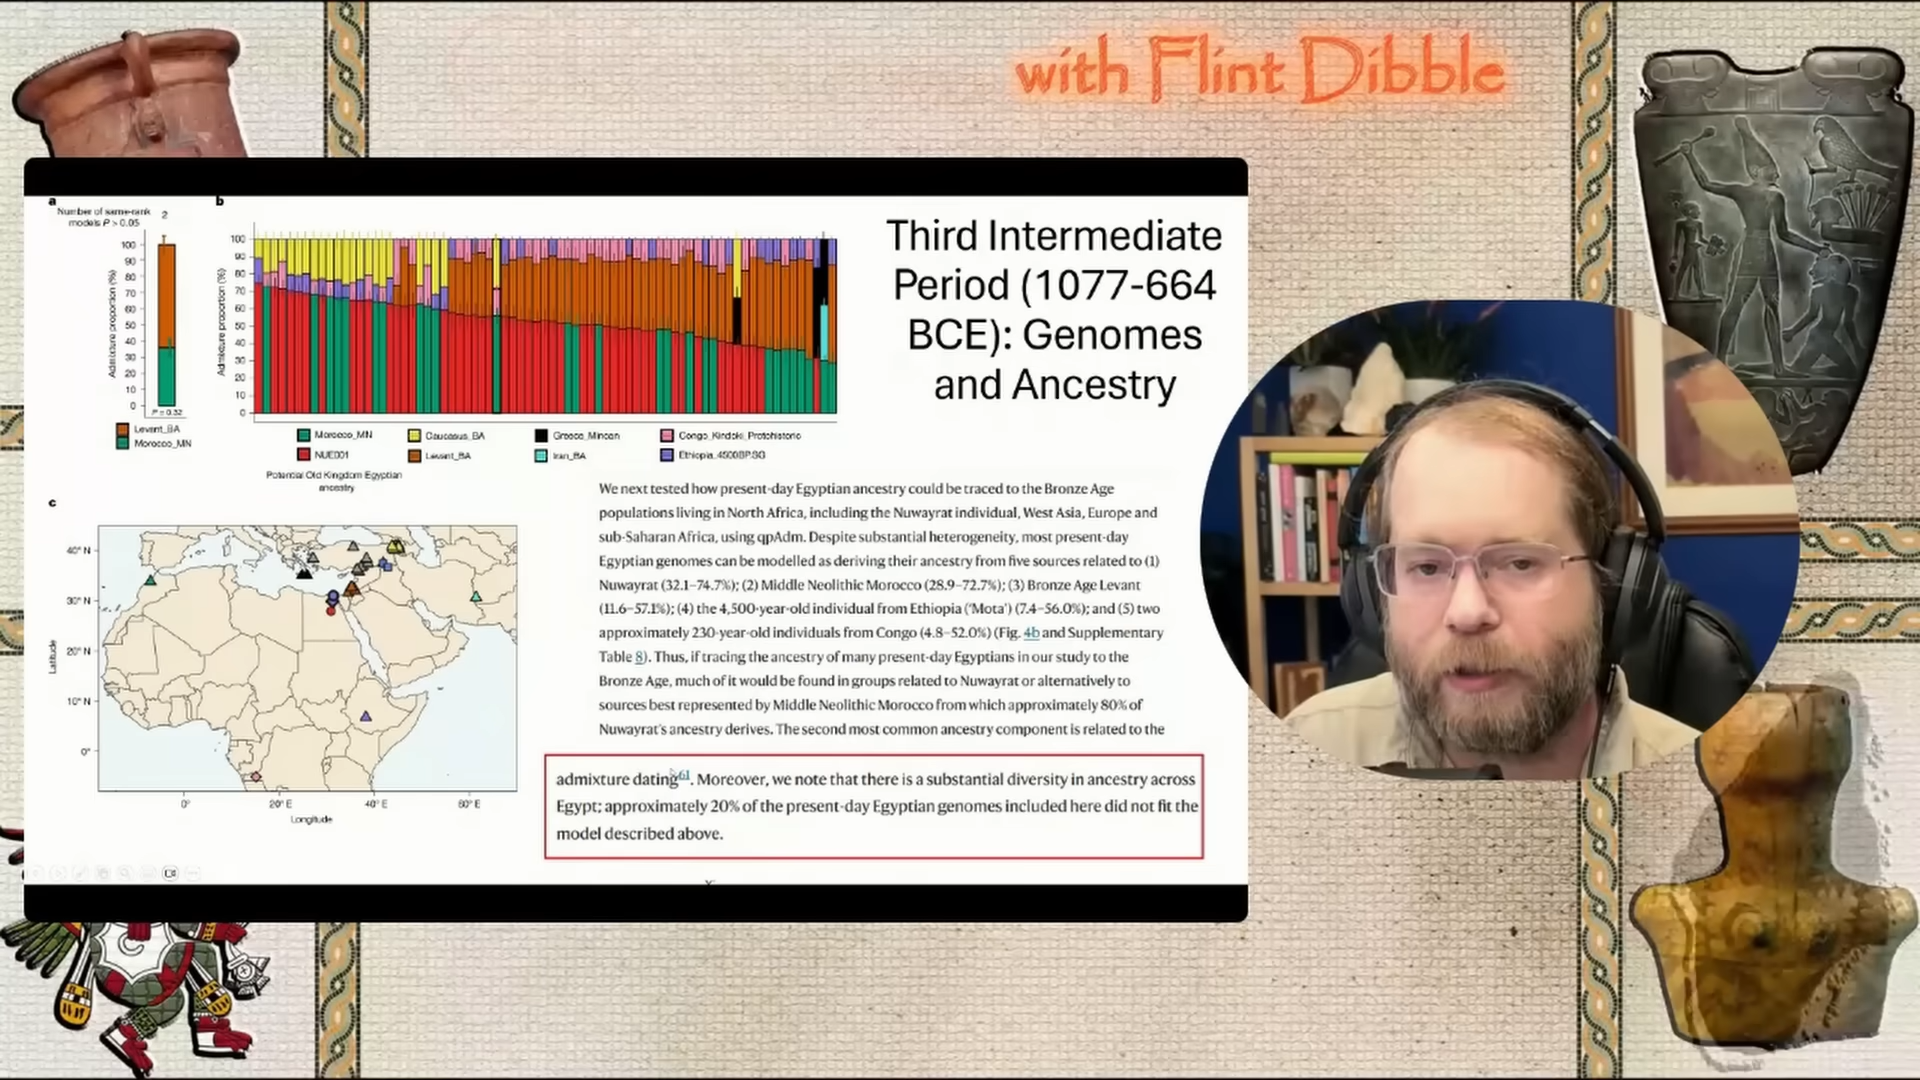 with Flint Dibble
a
Number of same-rank
models P > 0.05
2
Admixture proportion (%)
100
90
80
70
60
50
40
30
20
10
0
P = 0.32
Levant_BA
Morocco_MN
b
Admixture proportion (%)
100
90
80
70
60
50
40
30
20
10
0
Morocco_MN
Caucasus_BA
Greece_Minoan
Congo_Kindoki_Protohistoric
NUE001
Levant_BA
Iran_BA
Ethiopia_4500BP.SG
Potential Old Kingdom Egyptian
ancestry
Third Intermediate
Period (1077-664
BCE): Genomes
and Ancestry
c
Latitude
40° N
30° N
20° N
10° N
0°
0°
20° E
40° E
60° E
Longitude
We next tested how present-day Egyptian ancestry could be traced to the Bronze Age
populations living in North Africa, including the Nuwayrat individual, West Asia, Europe and
sub-Saharan Africa, using qpAdm. Despite substantial heterogeneity, most present-day
Egyptian genomes can be modelled as deriving their ancestry from five sources related to (1)
Nuwayrat (32.1–74.7%); (2) Middle Neolithic Morocco (28.9–72.7%); (3) Bronze Age Levant
(11.6–57.1%); (4) the 4,500-year-old individual from Ethiopia (‘Mota’) (7.4–56.0%); and (5) two
approximately 230-year-old individuals from Congo (4.8–52.0%) (Fig. 4b and Supplementary
Table 8). Thus, if tracing the ancestry of many present-day Egyptians in our study to the
Bronze Age, much of it would be found in groups related to Nuwayrat or alternatively to
sources best represented by Middle Neolithic Morocco from which approximately 80% of
Nuwayrat’s ancestry derives. The second most common ancestry component is related to the
admixture dating61. Moreover, we note that there is a substantial diversity in ancestry across
Egypt; approximately 20% of the present-day Egyptian genomes included here did not fit the
model described above.